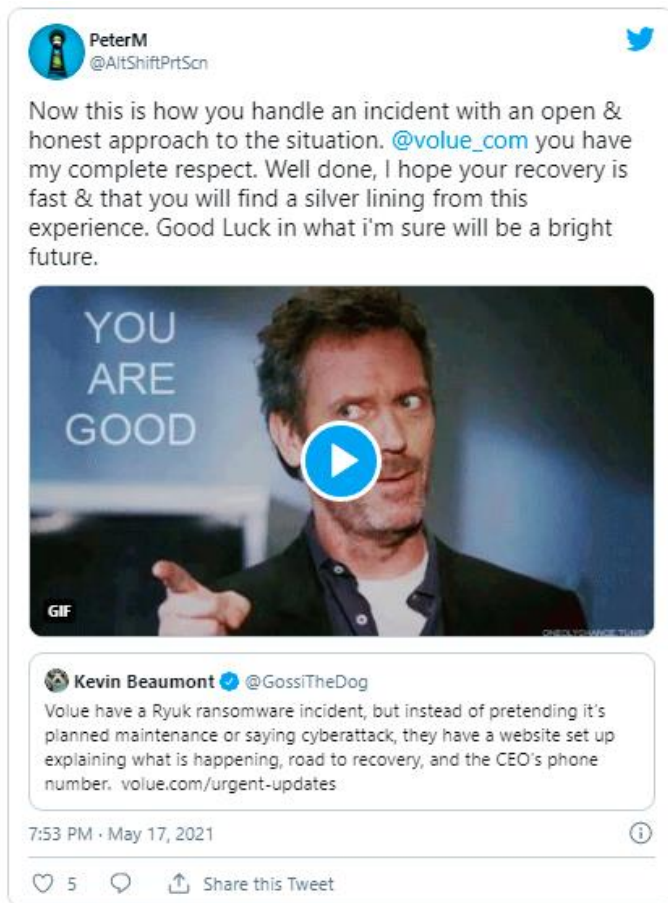 PeterM
@AltShiftPrtScn
Now this is how you handle an incident with an open &
honest approach to the situation. @volue_com you have
my complete respect. Well done, I hope your recovery is
fast & that you will find a silver lining from this
experience. Good Luck in what i'm sure will be a bright
future.
YOU
ARE
GOOD
GIF
Kevin Beaumont @GossiTheDog
Volue have a Ryuk ransomware incident, but instead of pretending it's
planned maintenance or saying cyberattack, they have a website set up
explaining what is happening, road to recovery, and the CEO's phone
number. volue.com/urgent-updates
7:53 PM · May 17, 2021
5
Share this Tweet